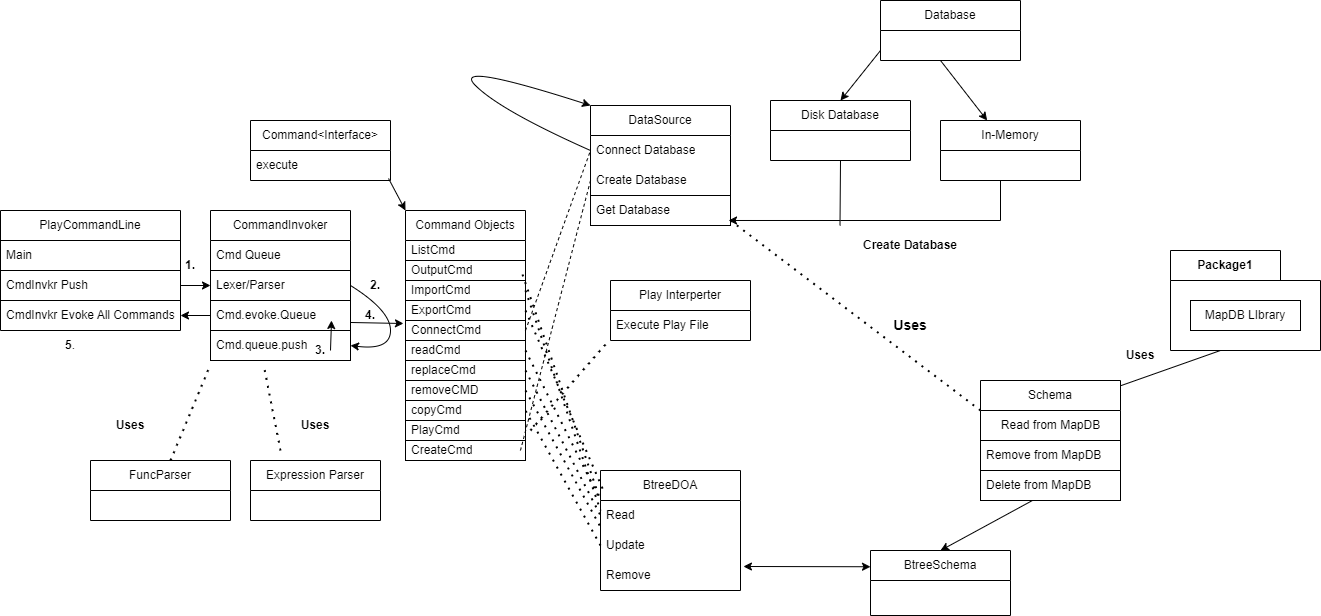 Database
Disk Database
In-Memory
DataSource
Connect Database
Create Database
Get Database
Create Database
Command<Interface>
execute
PlayCommandLine
Main
CmdInvkr Push
CmdInvkr Evoke All Commands
5.
1.
CommandInvoker
Cmd Queue
Lexer/Parser
Cmd.evoke.Queue
Cmd.queue.push
2.
3.
4.
Command Objects
ListCmd
OutputCmd
ImportCmd
ExportCmd
ConnectCmd
readCmd
replaceCmd
removeCMD
copyCmd
PlayCmd
CreateCmd
Play Interperter
Execute Play File
Uses
Package1
MapDB LIbrary
Uses
Schema
Read from MapDB
Remove from MapDB
Delete from MapDB
Uses
Uses
FuncParser
Expression Parser
BtreeDOA
Read
Update
Remove
BtreeSchema